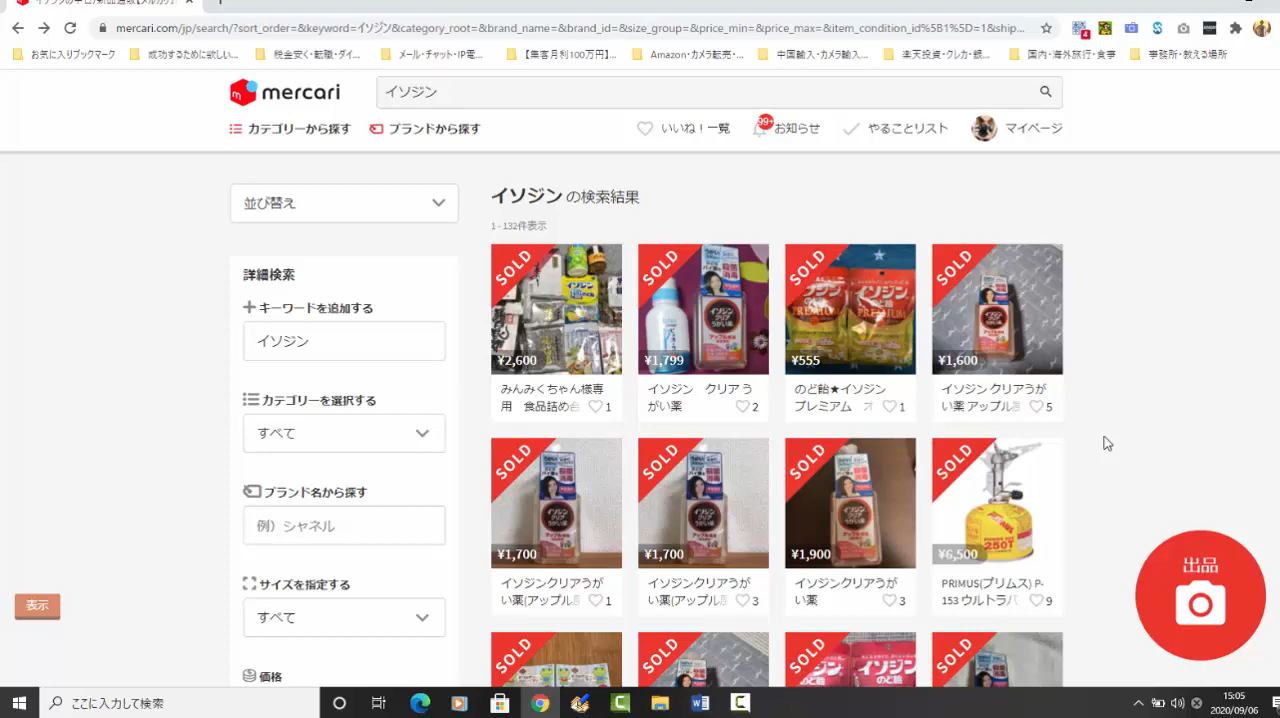 mercari.com/jp/search/?sort_order=&keyword=イソジン&category_root=&brand_name=&brand_id=&size_group=&price_min=&price_max=&item_condition_id%5B1%5D=1&ship...
4
お気に入りブックマーク
成功するために欲しい...
税金安い・転職・ダイ...
メール・チャット・IP電...
【集客月利100万円】...
Amazon・カメラ転売・...
中国輸入・カメラ輸入...
楽天投資・クレカ・銀...
国内・海外旅行・食事
事務所・教える場所
mercari
イソジン
カテゴリーから探す
ブランドから探す
いいね！一覧
99+
お知らせ
やることリスト
マイページ
並び替え
イソジン の検索結果
1 - 132件表示
詳細検索
キーワードを追加する
イソジン
カテゴリーを選択する
すべて
ブランド名から探す
例）シャネル
サイズを指定する
すべて
価格
表示
SOLD
¥2,600
みんみくちゃん様専
用 食品詰め合
1
SOLD
¥1,799
イソジン クリア う
がい薬
2
SOLD
¥555
のど飴★イソジン
プレミアム
1
SOLD
¥1,600
イソジン クリアうが
い薬 アップル風
5
SOLD
¥1,700
イソジンクリアうが
い薬(アップル風
1
SOLD
¥1,700
イソジンクリアうが
い薬(アップル風
3
SOLD
¥1,900
イソジンクリアうが
い薬
3
SOLD
¥6,500
PRIMUS(プリムス) P-
153 ウルトラバ
9
SOLD
SOLD
SOLD
SOLD
出品
ここに入力して検索
15:05
2020/09/06